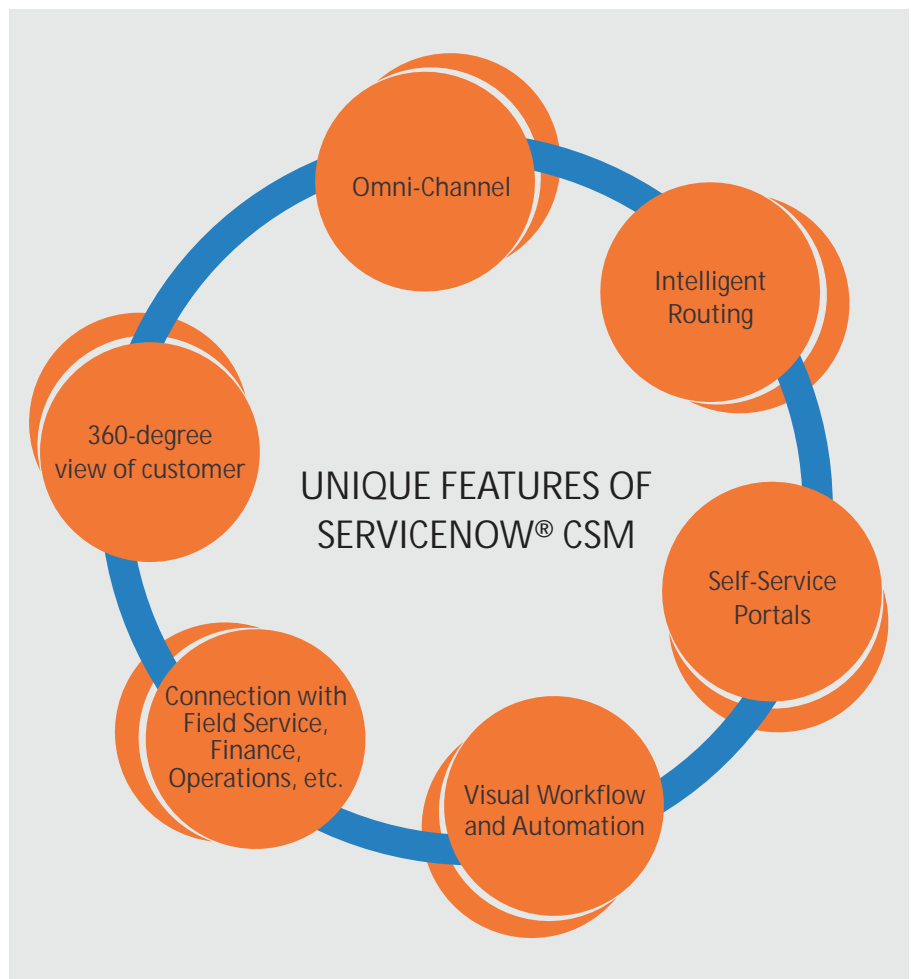 Omni-Channel
Intelligent
Routing
360-degree
view of customer
UNIQUE FEATURES OF
SERVICENOW® CSM
Self-Service
Portals
Connection with
Field Service,
Finance,
Operations, etc.
Visual Workflow
and Automation